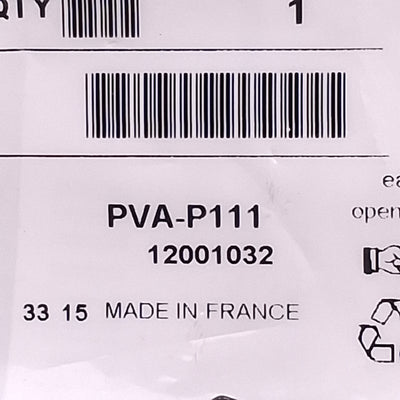 QTY 1
ea
open
PVA-P111
12001032
33 15 MADE IN FRANCE